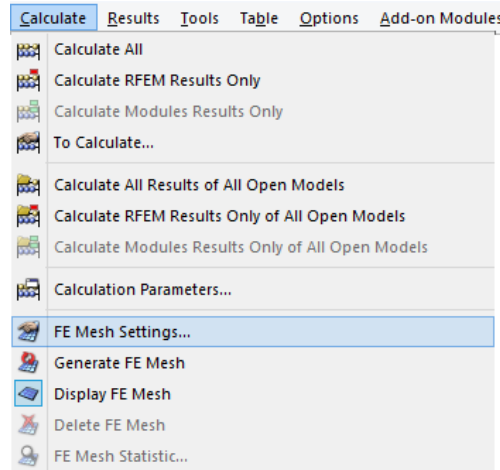 Calculate Results Tools Table Options Add-on Modules
Calculate All
Calculate RFEM Results Only
Calculate Modules Results Only
To Calculate...
Calculate All Results of All Open Models
Calculate RFEM Results Only of All Open Models
Calculate Modules Results Only of All Open Models
Calculation Parameters...
FE Mesh Settings...
Generate FE Mesh
Display FE Mesh
Delete FE Mesh
FE Mesh Statistic...